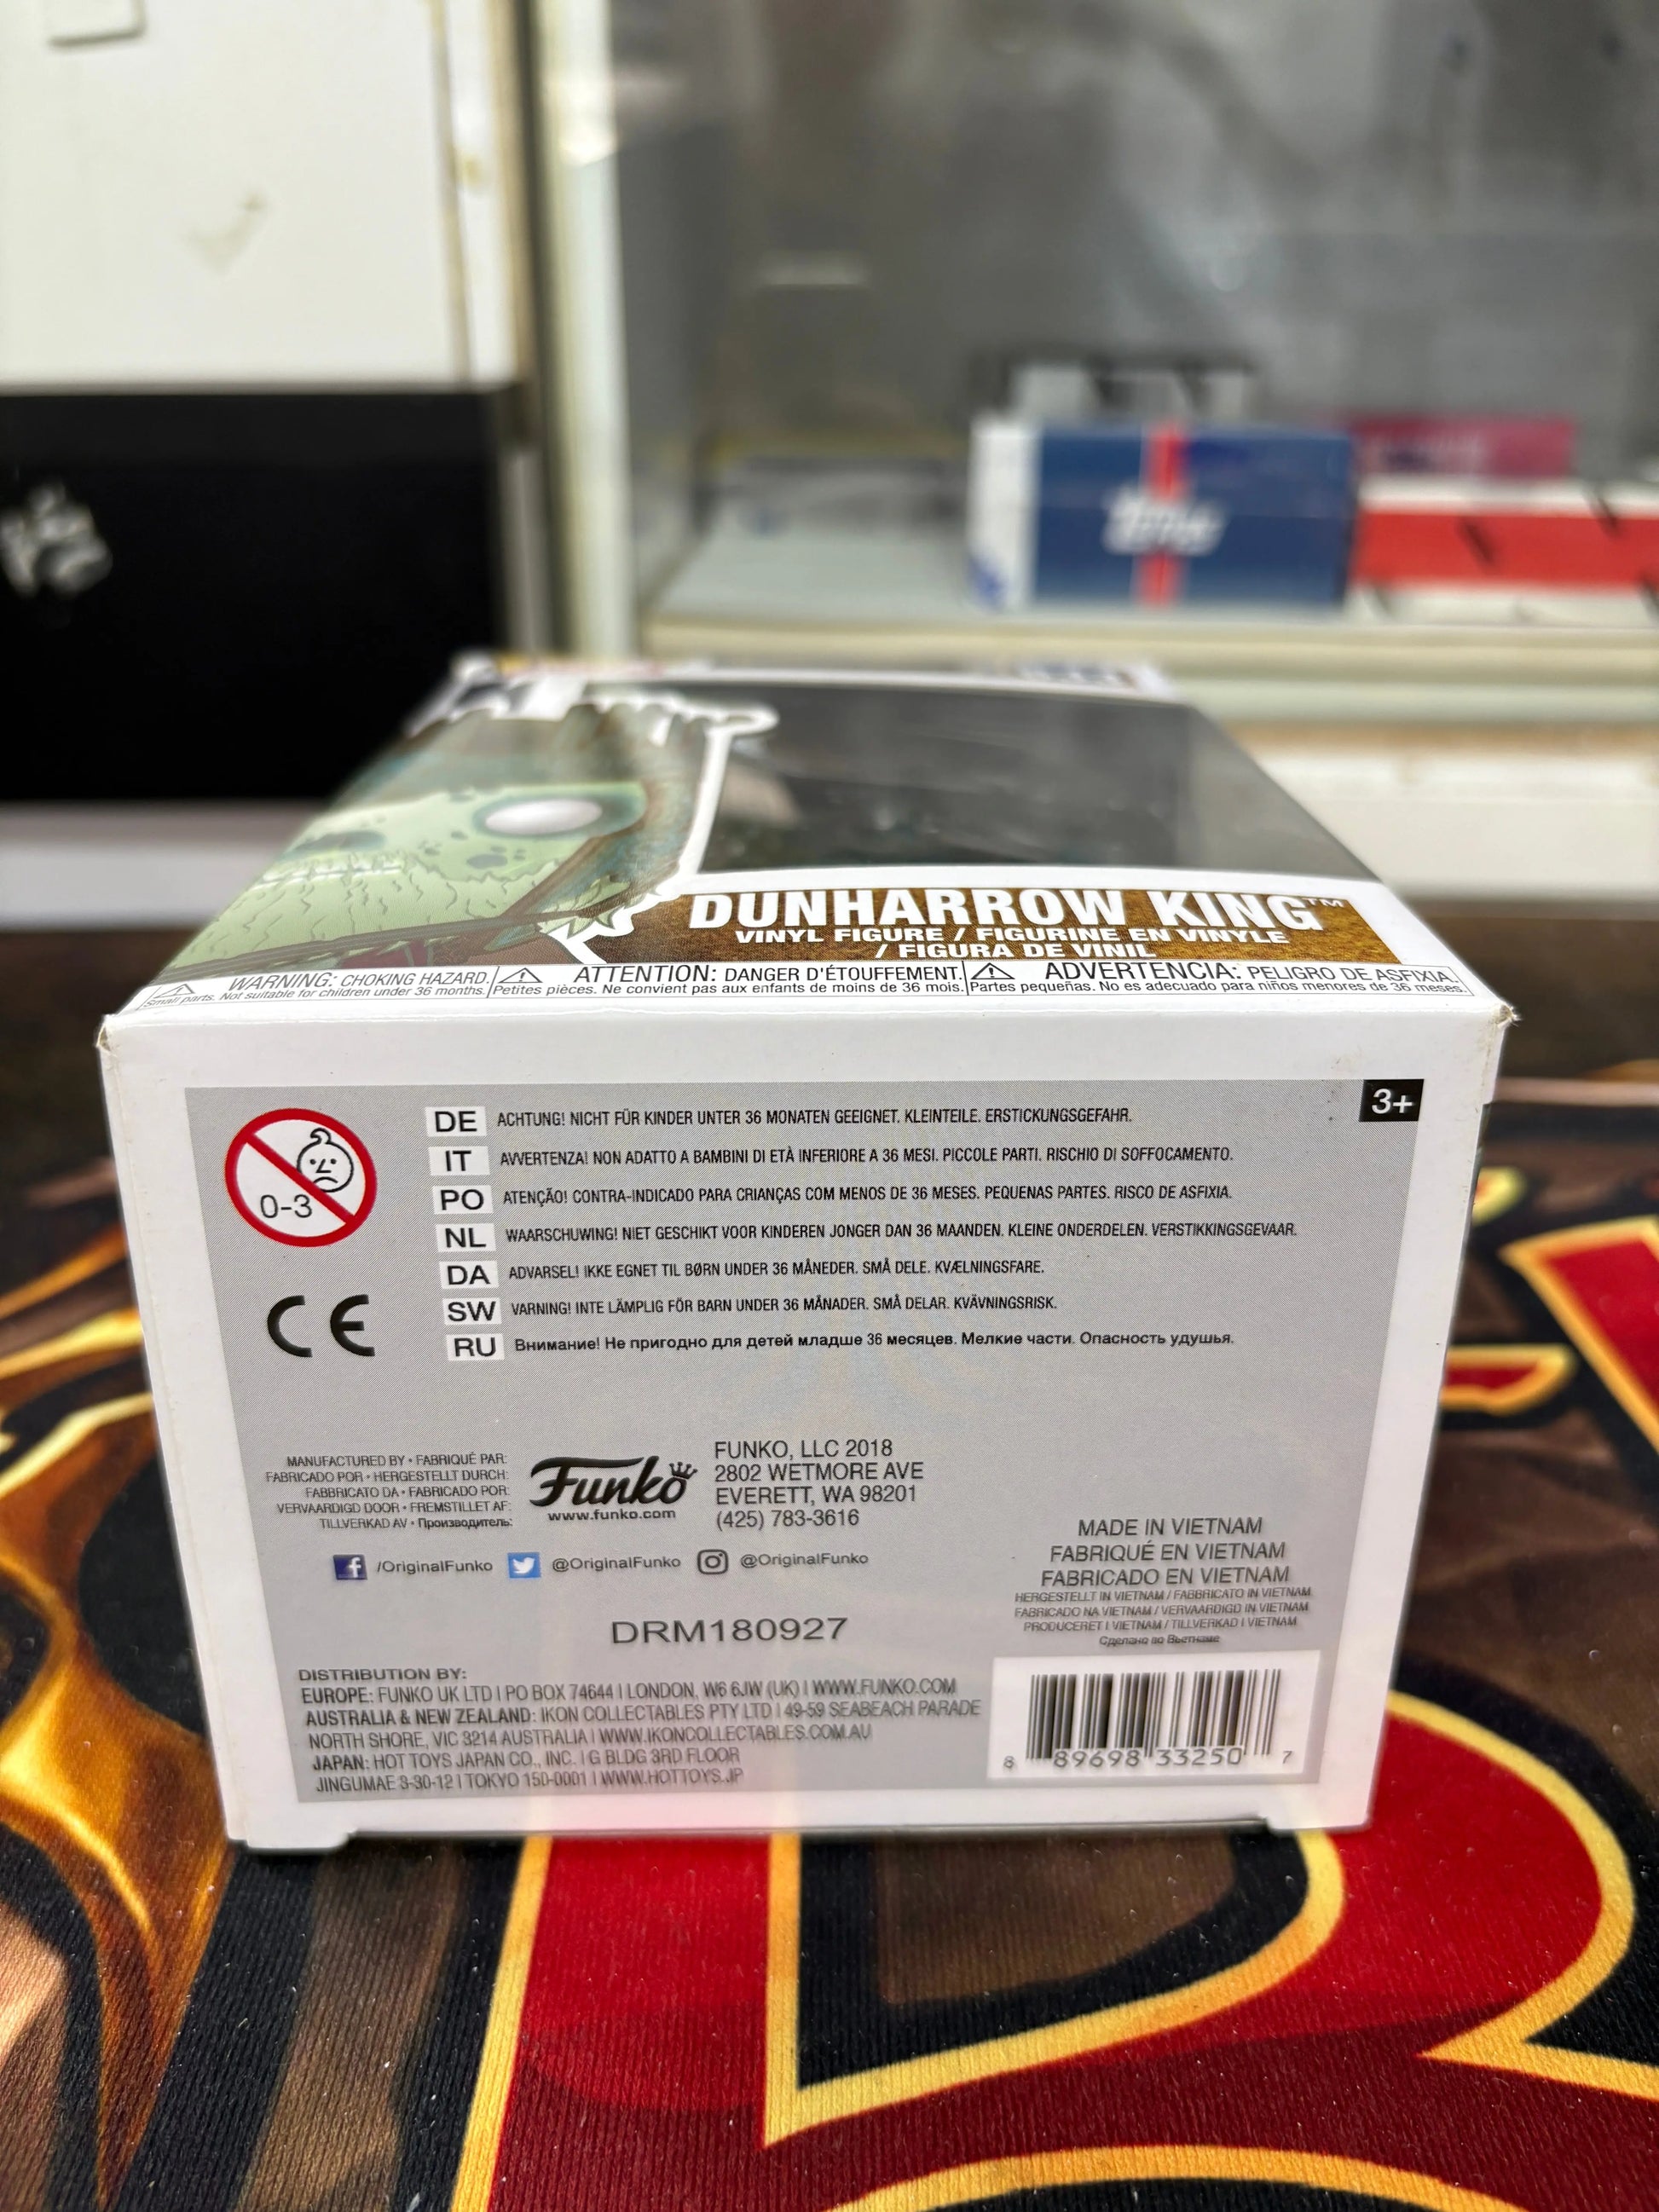 Topps
DUNHARROW KING™
VINYL FIGURE / FIGURINE EN VINYLE
/ FIGURA DE VINIL
WARNING: CHOKING HAZARD.
Small parts. Not suitable for children under 36 months.
ATTENTION: DANGER D'ÉTOUFFEMENT.
Petites pièces. Ne convient pas aux enfants de moins de 36 mois.
ADVERTENCIA: PELIGRO DE ASFIXIA.
Partes pequeñas. No es adecuado para niños menores de 36 meses.
3+
0-3
DE ACHTUNG! NICHT FÜR KINDER UNTER 36 MONATEN GEEIGNET. KLEINTEILE. ERSTICKUNGSGEFAHR.
IT AVVERTENZA! NON ADATTO A BAMBINI DI ETÀ INFERIORE A 36 MESI. PICCOLE PARTI. RISCHIO DI SOFFOCAMENTO.
PO ATENÇÃO! CONTRA-INDICADO PARA CRIANÇAS COM MENOS DE 36 MESES. PEQUENAS PARTES. RISCO DE ASFIXIA.
NL WAARSCHUWING! NIET GESCHIKT VOOR KINDEREN JONGER DAN 36 MAANDEN. KLEINE ONDERDELEN. VERSTIKKINGSGEVAAR.
DA ADVARSEL! IKKE EGNET TIL BØRN UNDER 36 MÅNEDER. SMÅ DELE. KVÆLNINGSFARE.
SW VARNING! INTE LÄMPLIG FÖR BARN UNDER 36 MÅNADER. SMÅ DELAR. KVÄVNINGSRISK.
RU Внимание! Не пригодно для детей младше 36 месяцев. Мелкие части. Опасность удушья.
CE
MANUFACTURED BY • FABRIQUÉ PAR:
FABRICADO POR • HERGESTELLT DURCH:
FABBRICATO DA • FABRICADO POR:
VERVAARDIGD DOOR • FREMSTILLET AF:
TILLVERKAD AV • Производитель:
Funko
www.funko.com
FUNKO, LLC 2018
2802 WETMORE AVE
EVERETT, WA 98201
(425) 783-3616
/OriginalFunko @OriginalFunko @OriginalFunko
MADE IN VIETNAM
FABRIQUÉ EN VIETNAM
FABRICADO EN VIETNAM
HERGESTELLT IN VIETNAM / FABBRICATO IN VIETNAM
FABRICADO NA VIETNAM / VERVAARDIGD IN VIETNAM
PRODUCERET I VIETNAM / TILLVERKAD I VIETNAM
Сделано во Вьетнаме
DRM180927
DISTRIBUTION BY:
EUROPE: FUNKO UK LTD | PO BOX 74644 | LONDON, W6 6JW (UK) | WWW.FUNKO.COM
AUSTRALIA & NEW ZEALAND: IKON COLLECTABLES PTY LTD | 49-59 SEABEACH PARADE
NORTH SHORE, VIC 3214 AUSTRALIA | WWW.IKONCOLLECTABLES.COM.AU
JAPAN: HOT TOYS JAPAN CO., INC. | G BLDG 3RD FLOOR
JINGUMAE 3-30-12 | TOKYO 150-0001 | WWW.HOTTOYS.JP
8 89698 33250 7